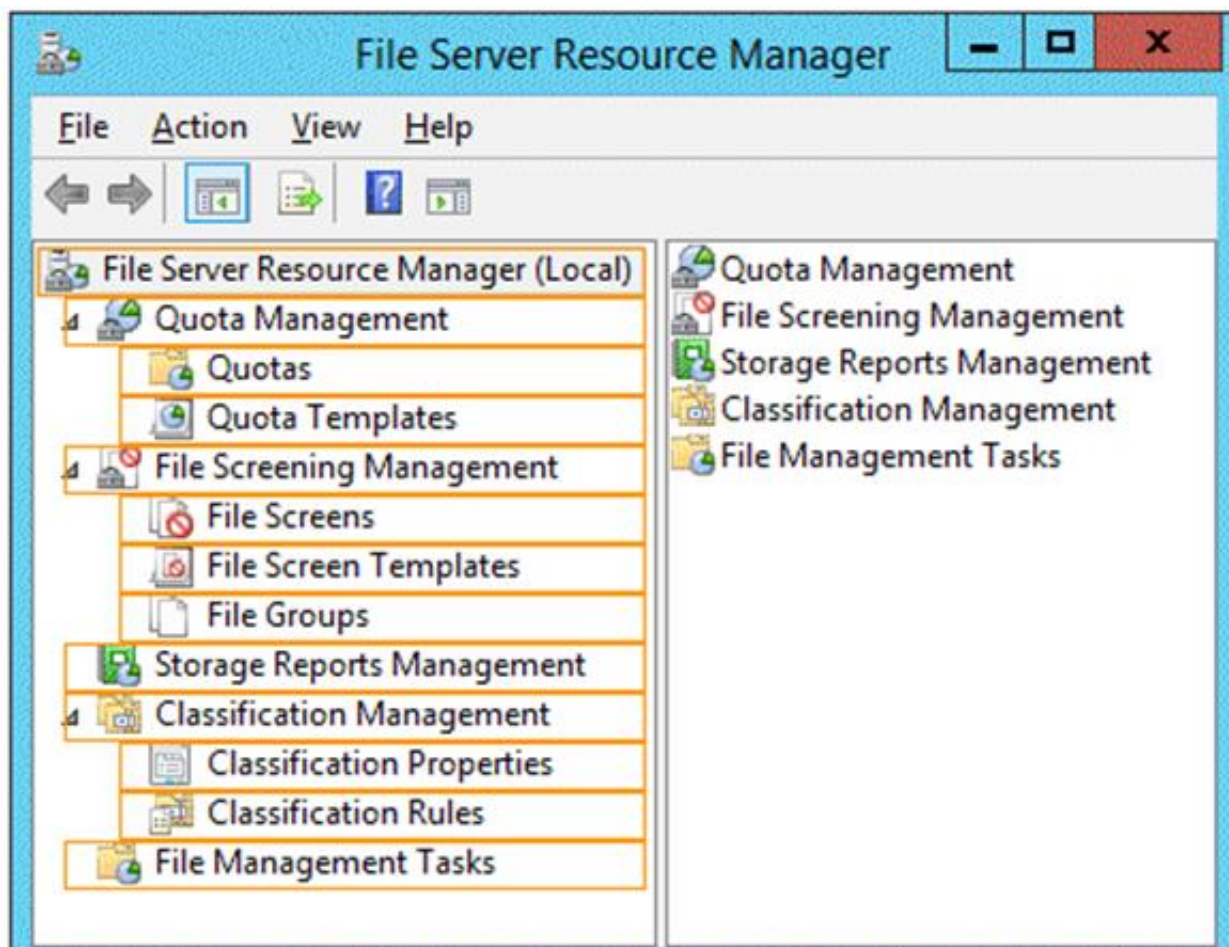 File Server Resource Manager
File Action View Help
File Server Resource Manager (Local)
Quota Management
Quotas
Quota Templates
File Screening Management
File Screens
File Screen Templates
File Groups
Storage Reports Management
Classification Management
Classification Properties
Classification Rules
File Management Tasks
Quota Management
File Screening Management
Storage Reports Management
Classification Management
File Management Tasks